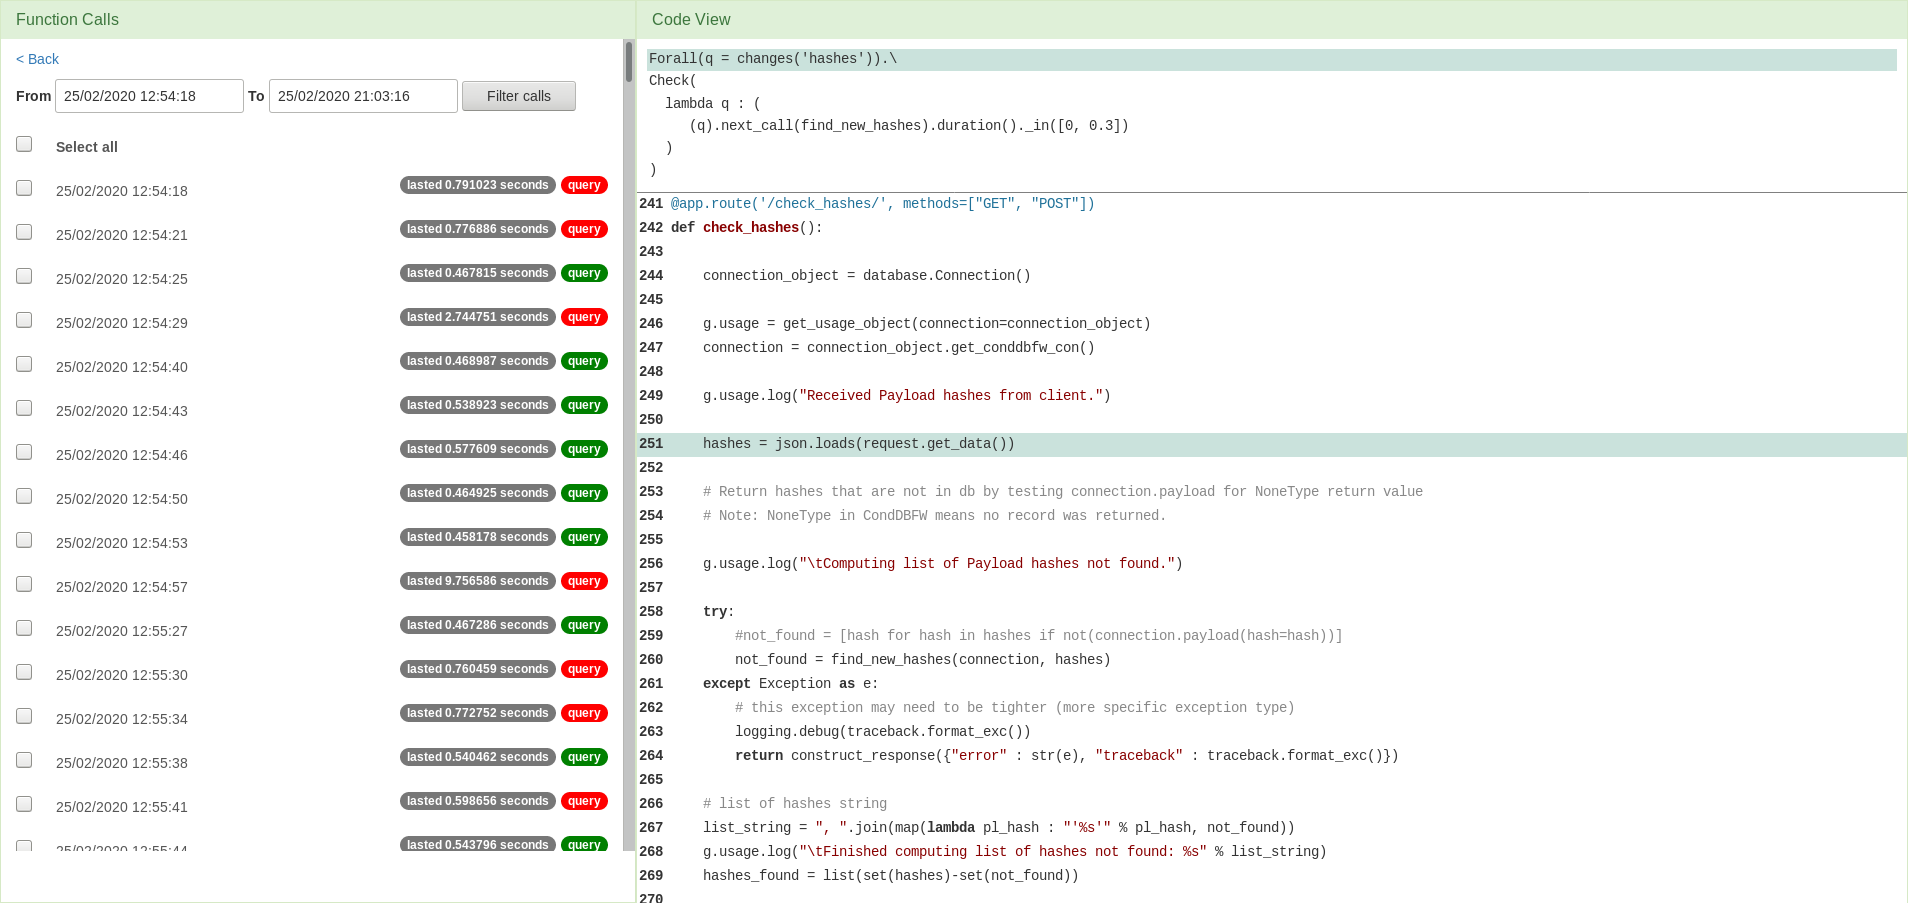 Function Calls
< Back
From 25/02/2020 12:54:18 To 25/02/2020 21:03:16 Filter calls
Select all
25/02/2020 12:54:18 lasted 0.791023 seconds query
25/02/2020 12:54:21 lasted 0.776886 seconds query
25/02/2020 12:54:25 lasted 0.467815 seconds query
25/02/2020 12:54:29 lasted 2.744751 seconds query
25/02/2020 12:54:40 lasted 0.468987 seconds query
25/02/2020 12:54:43 lasted 0.538923 seconds query
25/02/2020 12:54:46 lasted 0.577609 seconds query
25/02/2020 12:54:50 lasted 0.464925 seconds query
25/02/2020 12:54:53 lasted 0.458178 seconds query
25/02/2020 12:54:57 lasted 9.756586 seconds query
25/02/2020 12:55:27 lasted 0.467286 seconds query
25/02/2020 12:55:30 lasted 0.760459 seconds query
25/02/2020 12:55:34 lasted 0.772752 seconds query
25/02/2020 12:55:38 lasted 0.540462 seconds query
25/02/2020 12:55:41 lasted 0.598656 seconds query
25/02/2020 12:55:44 lasted 0.543796 seconds query
Code View
Forall(q = changes('hashes')).\
Check(
  lambda q : (
     (q).next_call(find_new_hashes).duration()._in([0, 0.3])
  )
)
241 @app.route('/check_hashes/', methods=["GET", "POST"])
242 def check_hashes():
243
244     connection_object = database.Connection()
245
246     g.usage = get_usage_object(connection=connection_object)
247     connection = connection_object.get_conddbfw_con()
248
249     g.usage.log("Received Payload hashes from client.")
250
251     hashes = json.loads(request.get_data())
252
253     # Return hashes that are not in db by testing connection.payload for NoneType return value
254     # Note: NoneType in CondDBFW means no record was returned.
255
256     g.usage.log("\tComputing list of Payload hashes not found.")
257
258     try:
259         #not_found = [hash for hash in hashes if not(connection.payload(hash=hash))]
260         not_found = find_new_hashes(connection, hashes)
261     except Exception as e:
262         # this exception may need to be tighter (more specific exception type)
263         logging.debug(traceback.format_exc())
264         return construct_response({"error" : str(e), "traceback" : traceback.format_exc()})
265
266     # list of hashes string
267     list_string = ", ".join(map(lambda pl_hash : "'%s'" % pl_hash, not_found))
268     g.usage.log("\tFinished computing list of hashes not found: %s" % list_string)
269     hashes_found = list(set(hashes)-set(not_found))
270